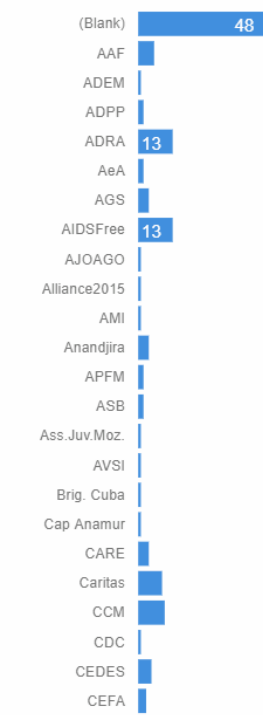 (Blank) 48
AAF
ADEM
ADPP
ADRA 13
AeA
AGS
AIDSFree 13
AJOAGO
Alliance2015
AMI
Anandjira
APFM
ASB
Ass.Juv.Moz.
AVSI
Brig. Cuba
Cap Anamur
CARE
Caritas
CCM
CDC
CEDES
CEFA